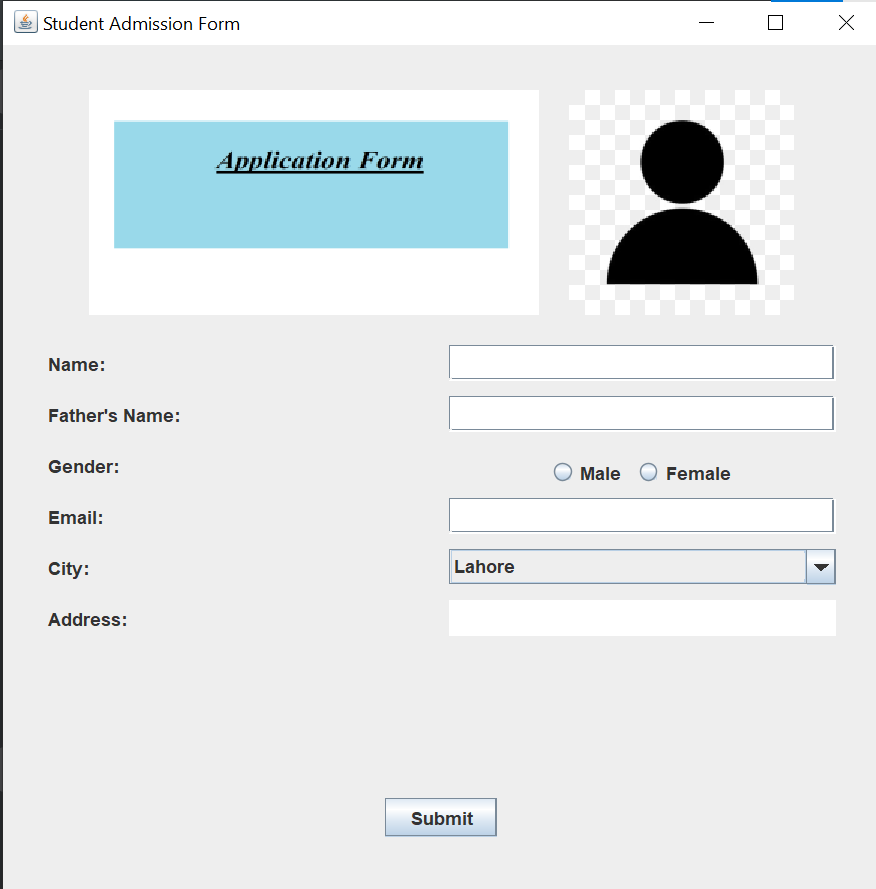 Student Admission Form
Application Form
Name:
Father's Name:
Gender:
Male Female
Email:
City:
Lahore
Address:
Submit